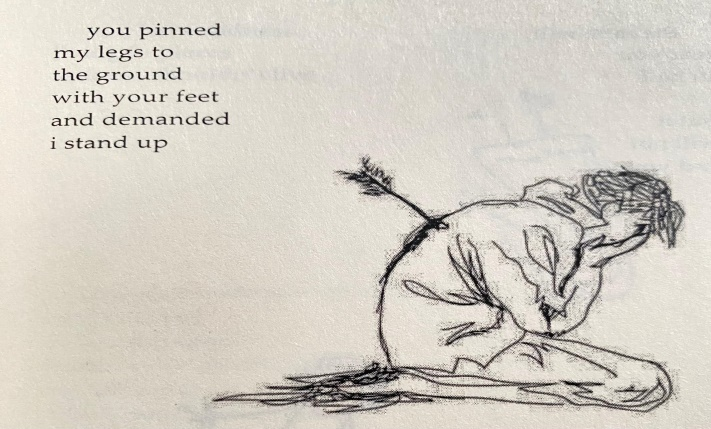 you pinned
my legs to
the ground
with your feet
and demanded
i stand up